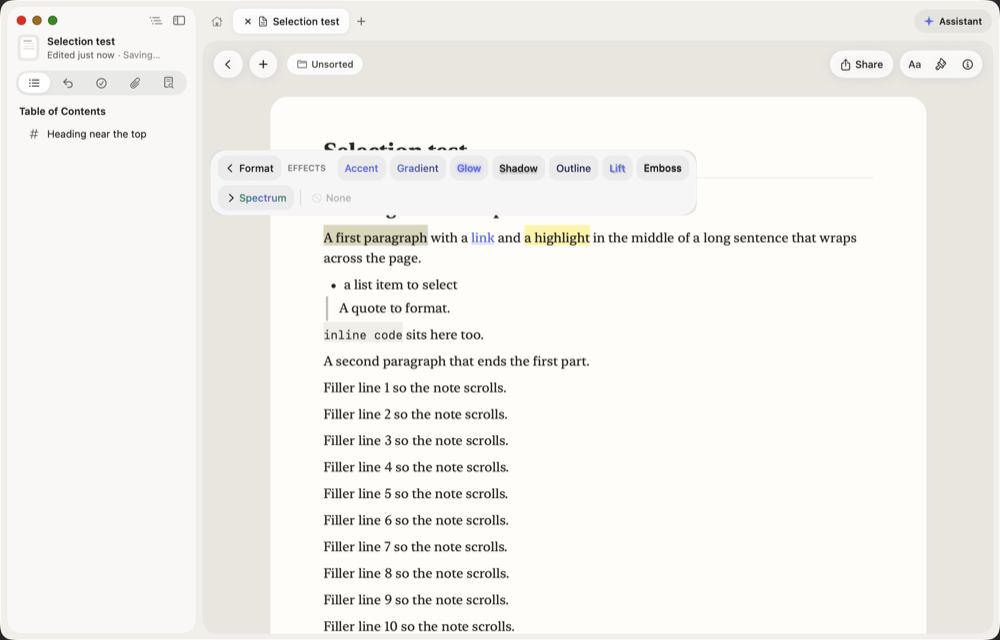 Selection test
Edited just now · Saving...
Table of Contents
# Heading near the top
Selection test
Assistant
Unsorted
Share
Aa
Selection test
Format EFFECTS Accent Gradient Glow Shadow Outline Lift Emboss
Spectrum None
A first paragraph with a link and a highlight in the middle of a long sentence that wraps
across the page.
• a list item to select
A quote to format.
inline code sits here too.
A second paragraph that ends the first part.
Filler line 1 so the note scrolls.
Filler line 2 so the note scrolls.
Filler line 3 so the note scrolls.
Filler line 4 so the note scrolls.
Filler line 5 so the note scrolls.
Filler line 6 so the note scrolls.
Filler line 7 so the note scrolls.
Filler line 8 so the note scrolls.
Filler line 9 so the note scrolls.
Filler line 10 so the note scrolls.